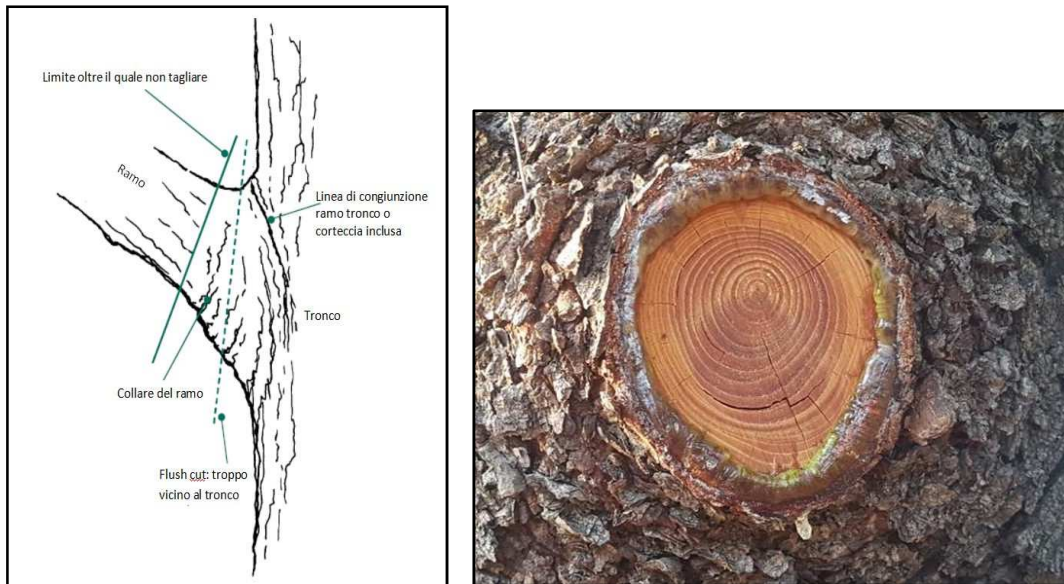 Limite oltre il quale non tagliare
Ramo
Linea di congiunzione
ramo tronco o
corteccia inclusa
Tronco
Collare del ramo
Flush cut: troppo
vicino al tronco